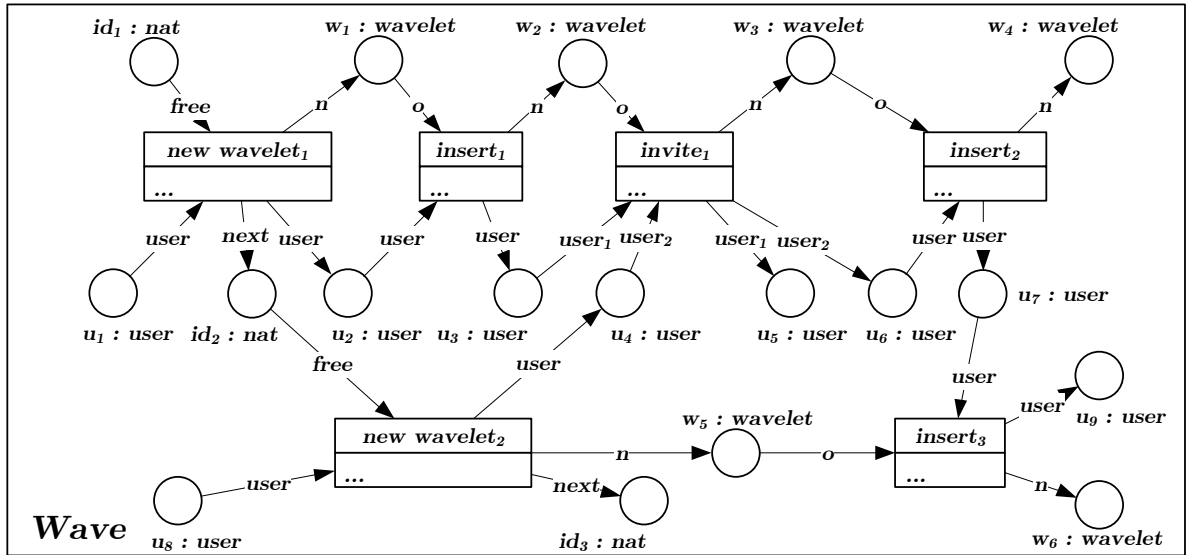 id₁ : nat
w₁ : wavelet
w₂ : wavelet
w₃ : wavelet
w₄ : wavelet
free
n
o
n
o
n
o
n
new wavelet₁
...
insert₁
...
invite₁
...
insert₂
...
user
next
user
user
user
user₁
user₂
user₁
user₂
user
user
u₁ : user
id₂ : nat
u₂ : user
u₃ : user
u₄ : user
u₅ : user
u₆ : user
u₇ : user
free
user
user
new wavelet₂
...
w₅ : wavelet
insert₃
...
user
u₉ : user
user
n
next
o
n
u₈ : user
id₃ : nat
w₆ : wavelet
Wave